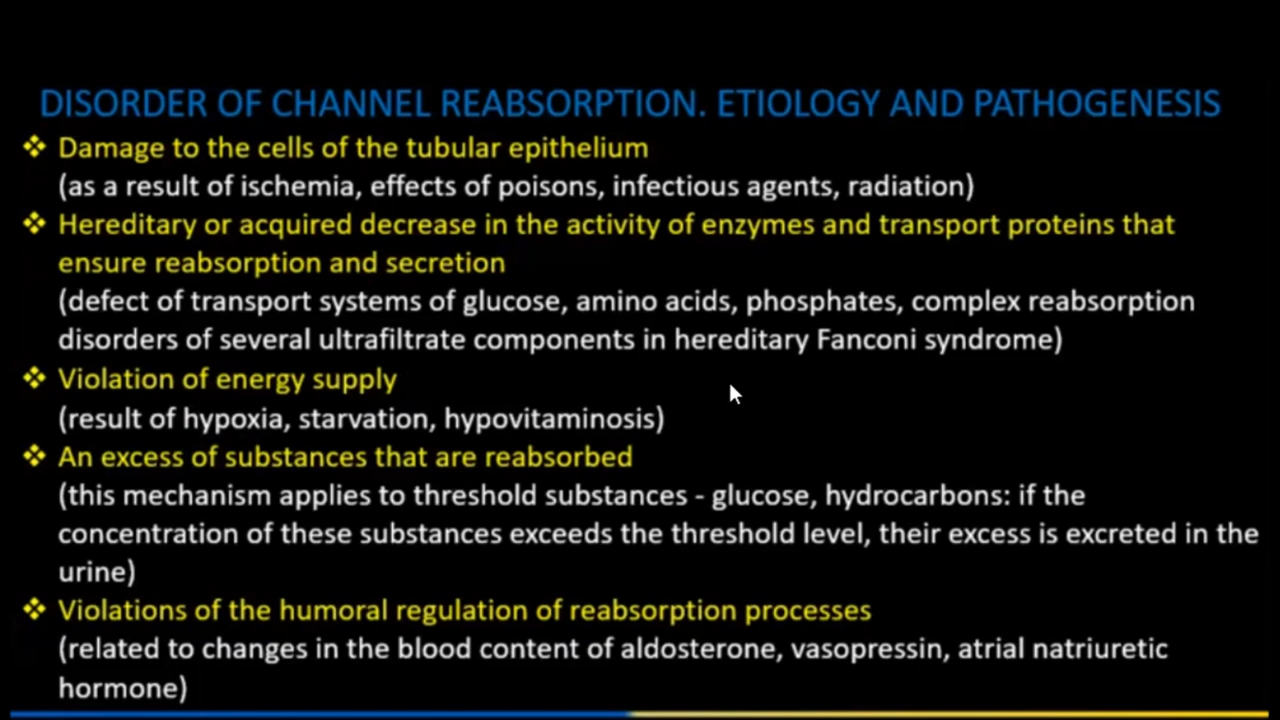 DISORDER OF CHANNEL REABSORPTION. ETIOLOGY AND PATHOGENESIS
❖ Damage to the cells of the tubular epithelium
(as a result of ischemia, effects of poisons, infectious agents, radiation)
❖ Hereditary or acquired decrease in the activity of enzymes and transport proteins that
ensure reabsorption and secretion
(defect of transport systems of glucose, amino acids, phosphates, complex reabsorption
disorders of several ultrafiltrate components in hereditary Fanconi syndrome)
❖ Violation of energy supply
(result of hypoxia, starvation, hypovitaminosis)
❖ An excess of substances that are reabsorbed
(this mechanism applies to threshold substances - glucose, hydrocarbons: if the
concentration of these substances exceeds the threshold level, their excess is excreted in the
urine)
❖ Violations of the humoral regulation of reabsorption processes
(related to changes in the blood content of aldosterone, vasopressin, atrial natriuretic
hormone)